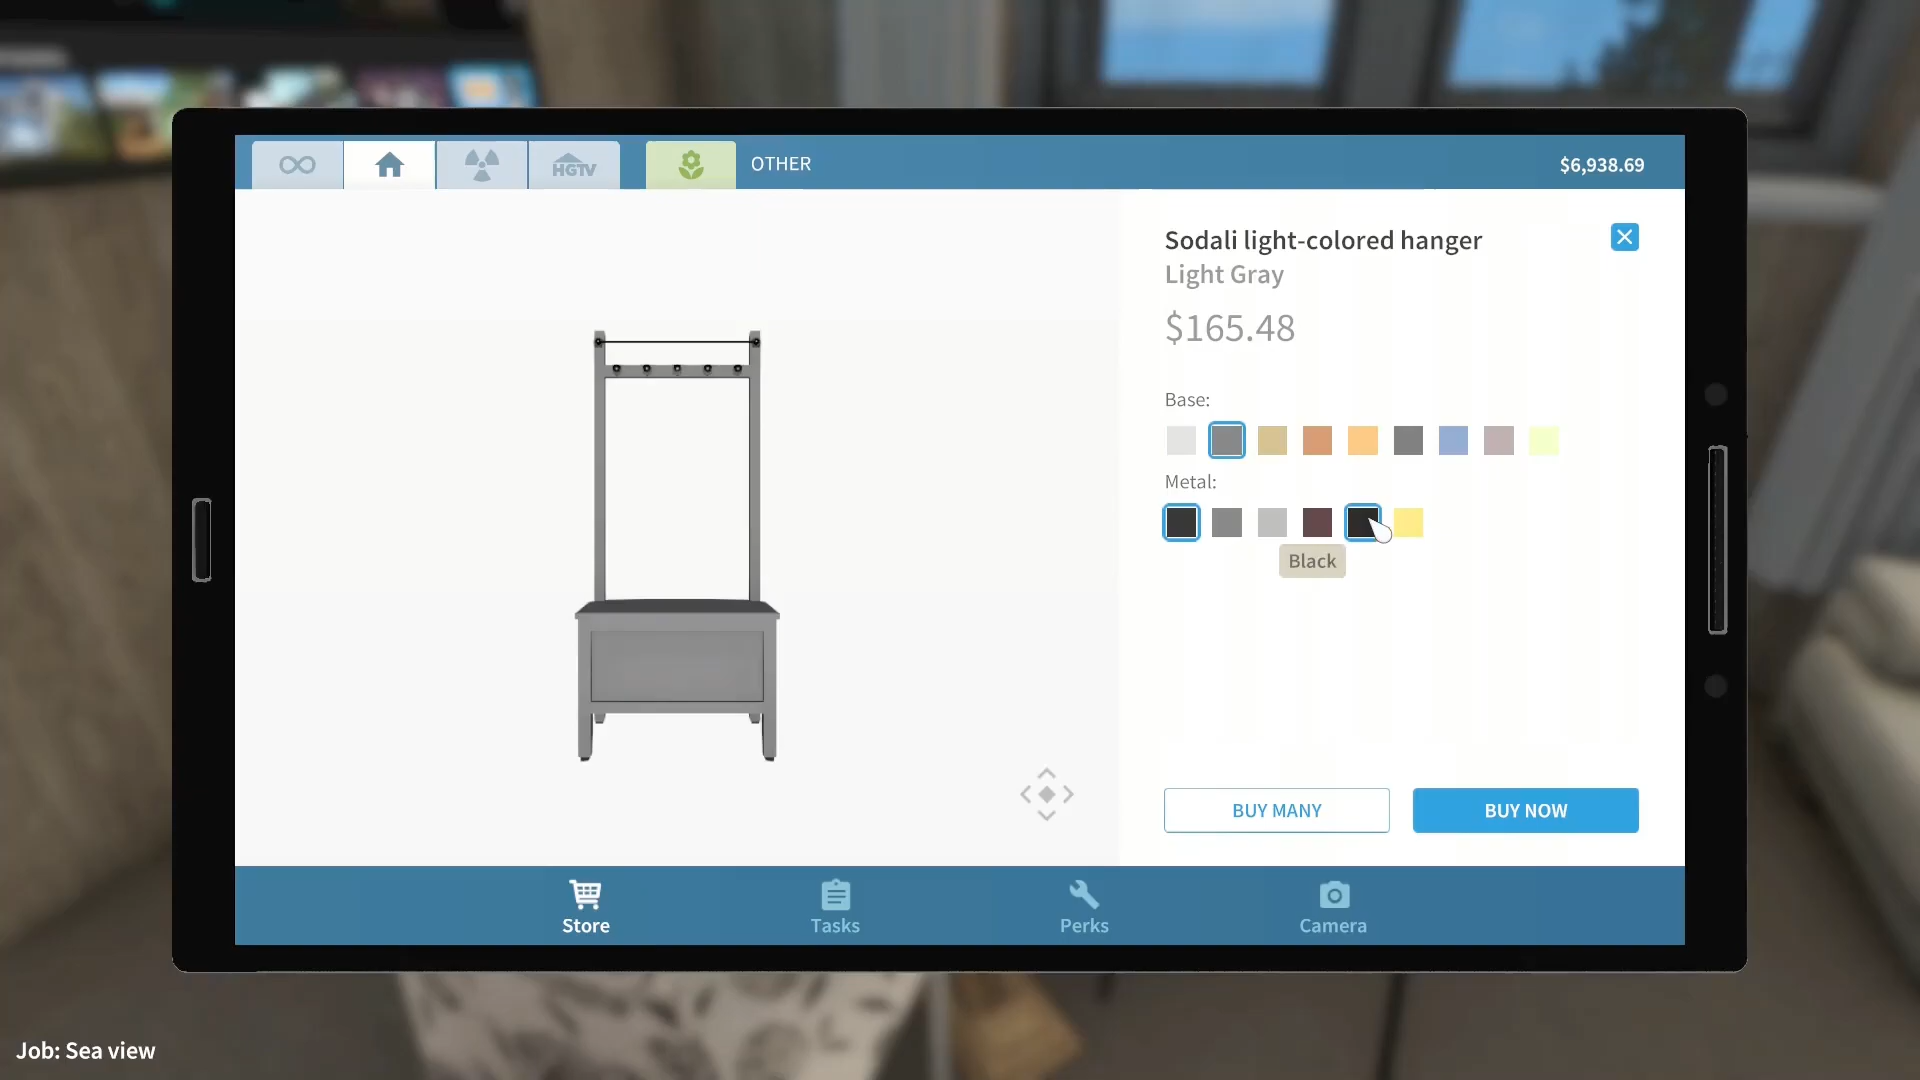 HGTV
OTHER
$6,938.69
Sodali light-colored hanger
Light Gray
$165.48
Base:
Metal:
Black
BUY MANY
BUY NOW
Store
Tasks
Perks
Camera
Job: Sea view